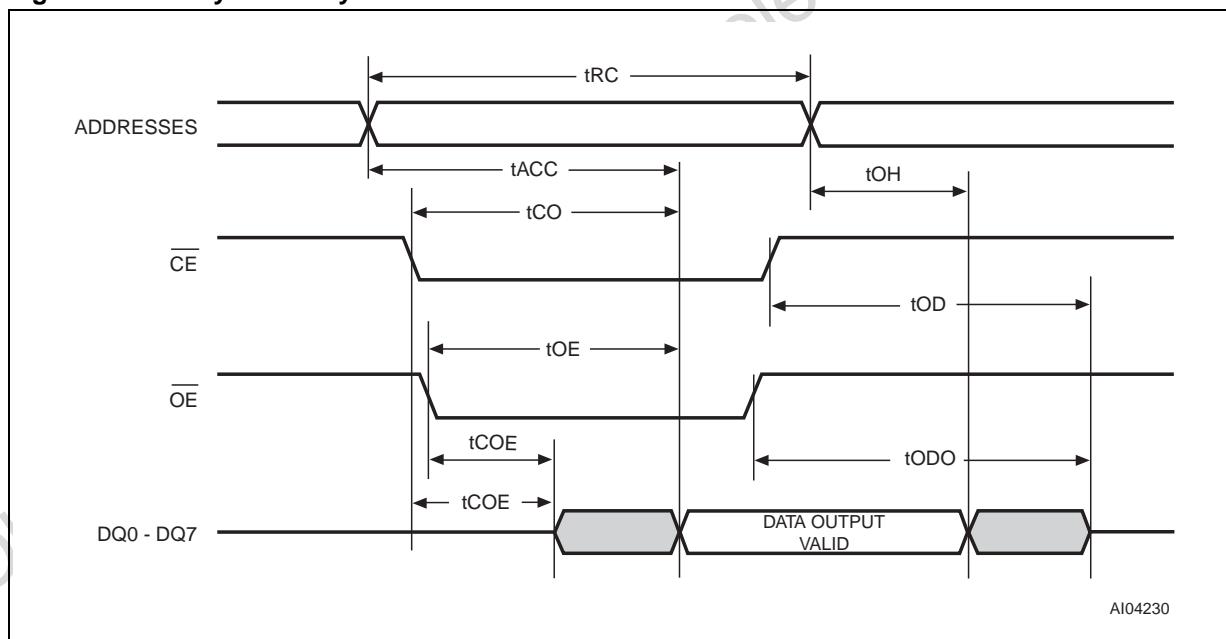 tRC
ADDRESSES
tACC
tOH
tCO
CE
tOD
tOE
OE
tCOE
tODO
tCOE
DQ0 - DQ7
DATA OUTPUT
VALID
AI04230